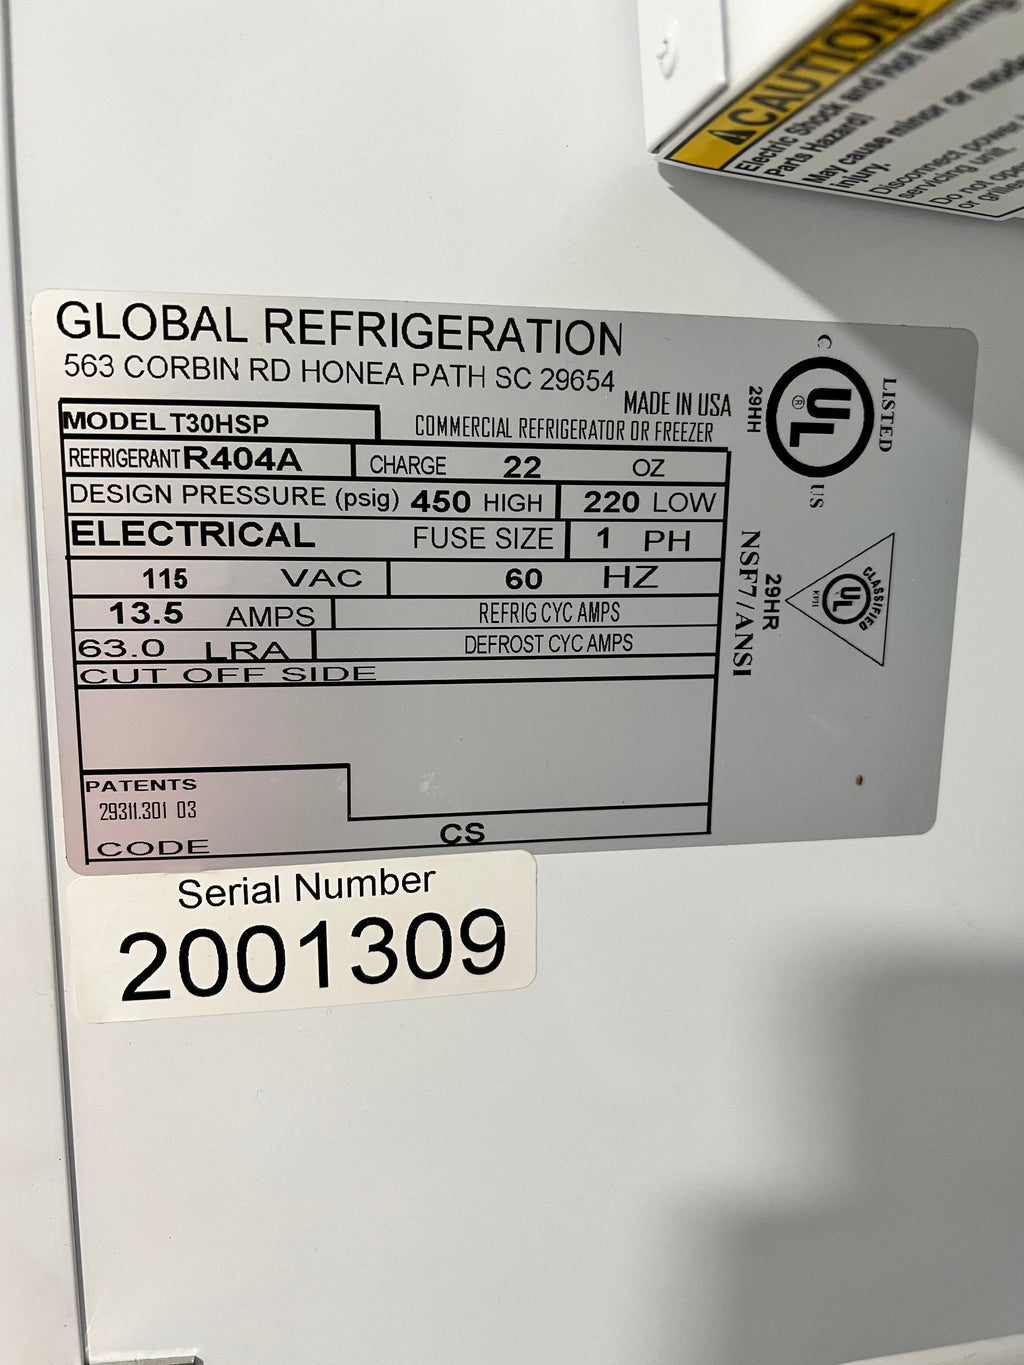 CAUTION
Electric Shock and Hot Moving
Parts Hazard!
May cause minor or
injury.
Disconnect power
servicing unit.
Do not
or
GLOBAL REFRIGERATION
563 CORBIN RD HONEA PATH SC 29654
MADE IN USA
MODEL T30HSP
COMMERCIAL REFRIGERATOR OR FREEZER
REFRIGERANT R404A CHARGE 22 OZ
DESIGN PRESSURE (psig) 450 HIGH 220 LOW
ELECTRICAL FUSE SIZE 1 PH
115 VAC 60 HZ
13.5 AMPS REFRIG CYC AMPS
63.0 LRA DEFROST CYC AMPS
CUT OFF SIDE
PATENTS
29311.301 03
CODE CS
29HH
C UL US
®
LISTED
NSF7/ANSI
29HR
CLASSIFIED
UL
Serial Number
2001309